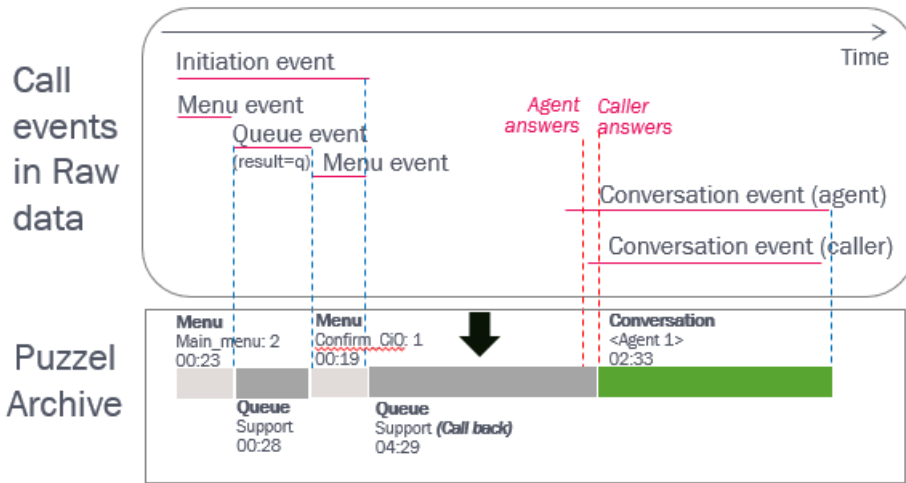 Time
Call
events
in Raw
data
Initiation event
Menu event
Queue event
(result=q)
Menu event
Agent
answers
Caller
answers
Conversation event (agent)
Conversation event (caller)
Puzzel
Archive
Menu
Main_menu: 2
00:23
Queue
Support
00:28
Menu
Confirm_CiQ: 1
00:19
Queue
Support (Call back)
04:29
Conversation
<Agent 1>
02:33